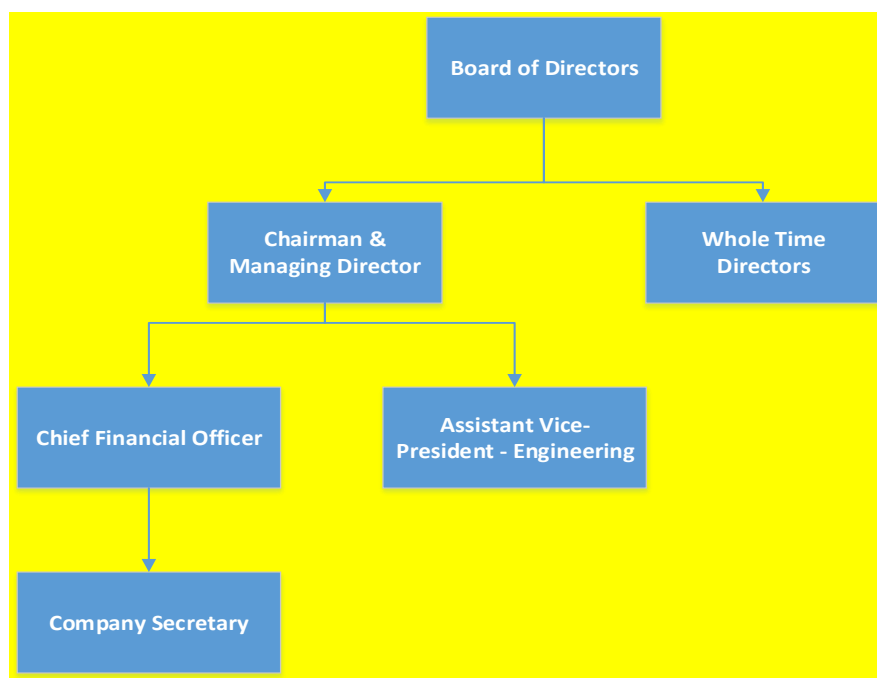 Board of Directors
Chairman &
Managing Director
Whole Time
Directors
Chief Financial Officer
Assistant Vice-
President - Engineering
Company Secretary